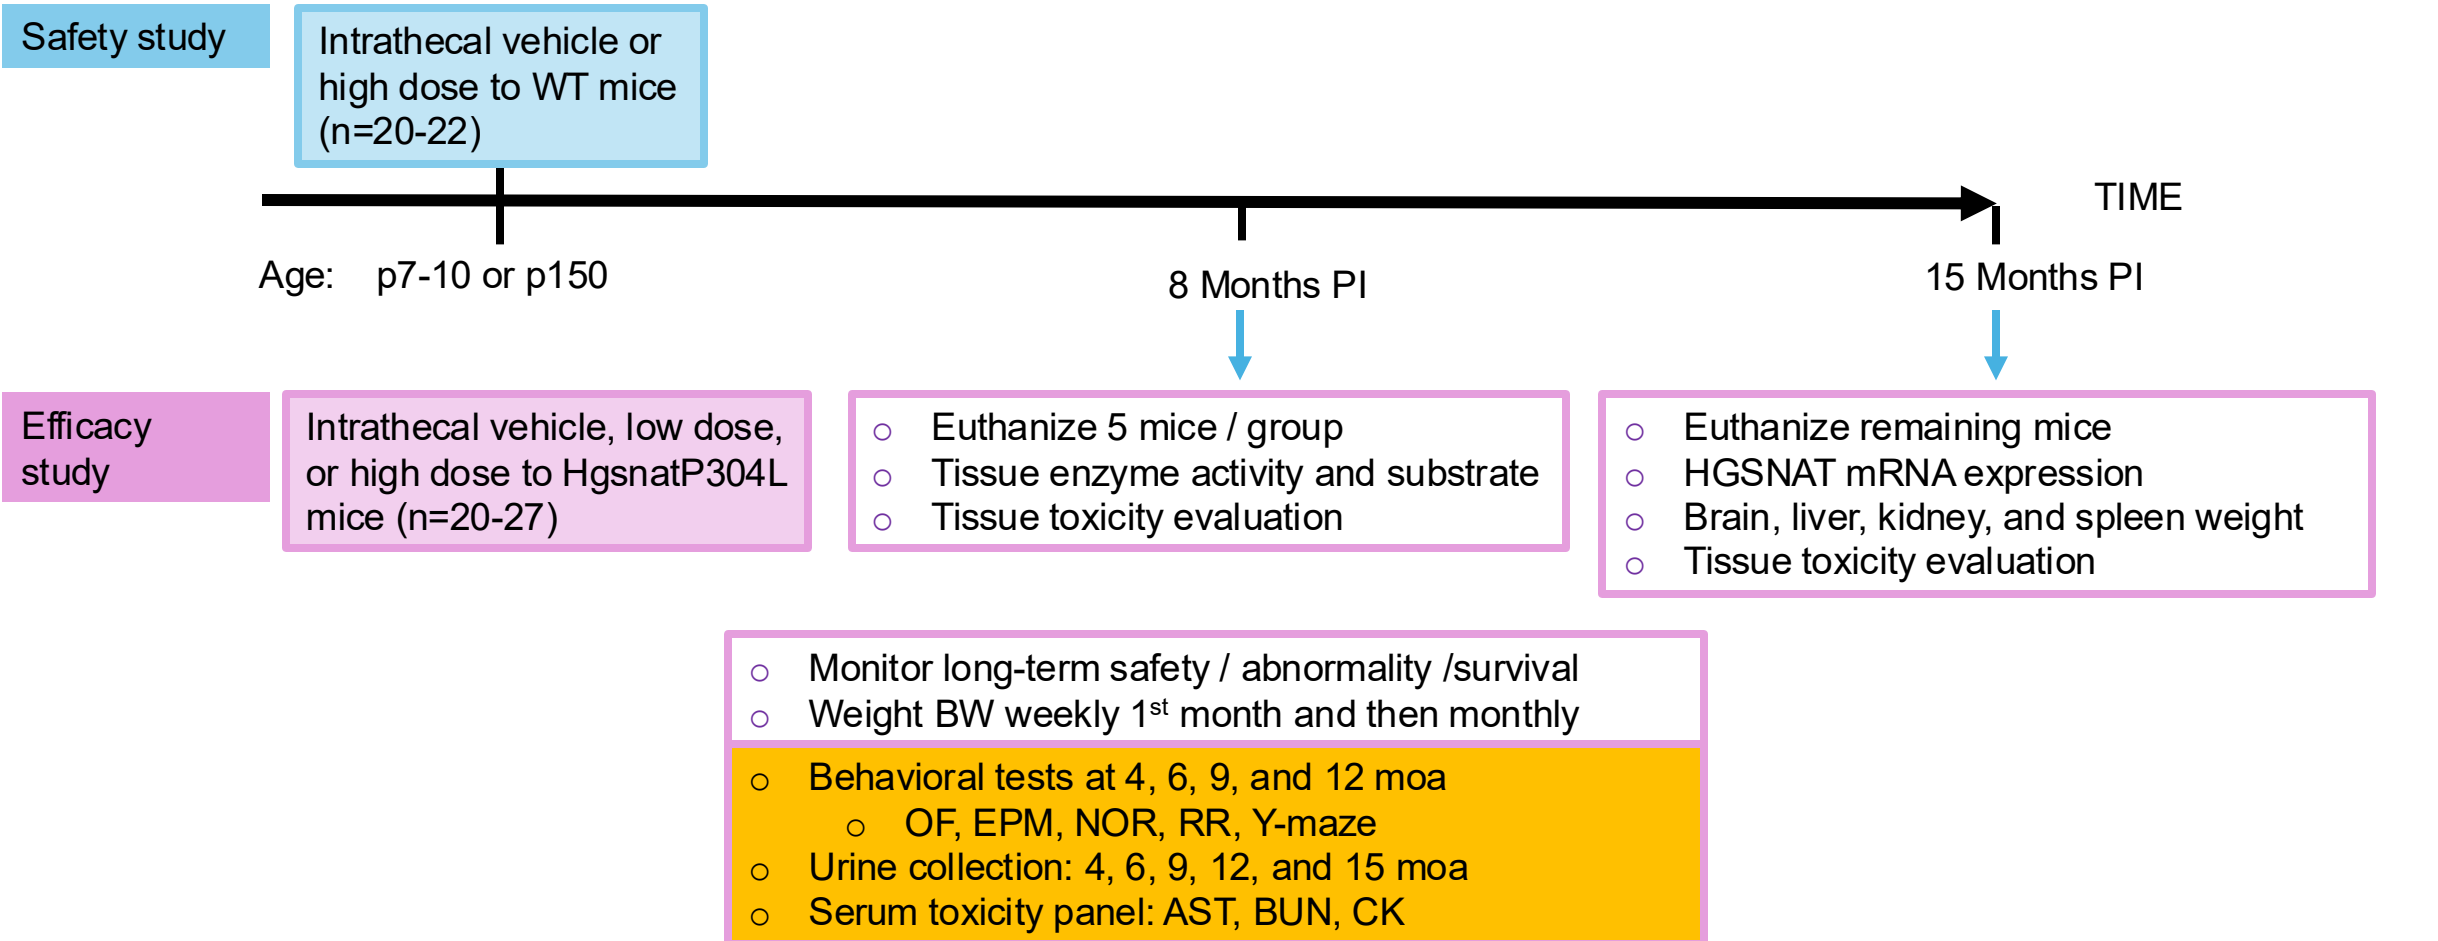 Safety study
Intrathecal vehicle or
high dose to WT mice
(n=20-22)
TIME
Age: p7-10 or p150
8 Months PI
15 Months PI
Efficacy
study
Intrathecal vehicle, low dose,
or high dose to HgsnatP304L
mice (n=20-27)
○ Euthanize 5 mice / group
○ Tissue enzyme activity and substrate
○ Tissue toxicity evaluation
○ Euthanize remaining mice
○ HGSNAT mRNA expression
○ Brain, liver, kidney, and spleen weight
○ Tissue toxicity evaluation
○ Monitor long-term safety / abnormality /survival
○ Weight BW weekly 1st month and then monthly
○ Behavioral tests at 4, 6, 9, and 12 moa
○ OF, EPM, NOR, RR, Y-maze
○ Urine collection: 4, 6, 9, 12, and 15 moa
○ Serum toxicity panel: AST, BUN, CK